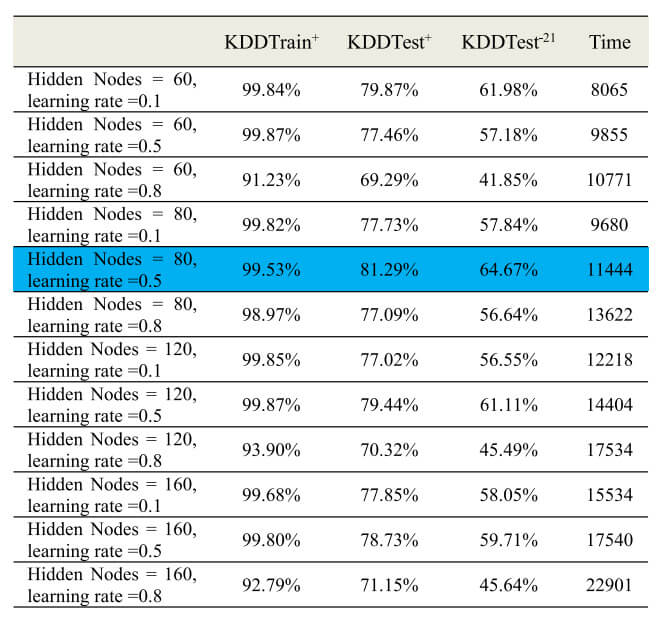 KDDTrain+ KDDTest+ KDDTest-21 Time
Hidden Nodes = 60,
learning rate =0.1 99.84% 79.87% 61.98% 8065
Hidden Nodes = 60,
learning rate =0.5 99.87% 77.46% 57.18% 9855
Hidden Nodes = 60,
learning rate =0.8 91.23% 69.29% 41.85% 10771
Hidden Nodes = 80,
learning rate =0.1 99.82% 77.73% 57.84% 9680
Hidden Nodes = 80,
learning rate =0.5 99.53% 81.29% 64.67% 11444
Hidden Nodes = 80,
learning rate =0.8 98.97% 77.09% 56.64% 13622
Hidden Nodes = 120,
learning rate =0.1 99.85% 77.02% 56.55% 12218
Hidden Nodes = 120,
learning rate =0.5 99.87% 79.44% 61.11% 14404
Hidden Nodes = 120,
learning rate =0.8 93.90% 70.32% 45.49% 17534
Hidden Nodes = 160,
learning rate =0.1 99.68% 77.85% 58.05% 15534
Hidden Nodes = 160,
learning rate =0.5 99.80% 78.73% 59.71% 17540
Hidden Nodes = 160,
learning rate =0.8 92.79% 71.15% 45.64% 22901